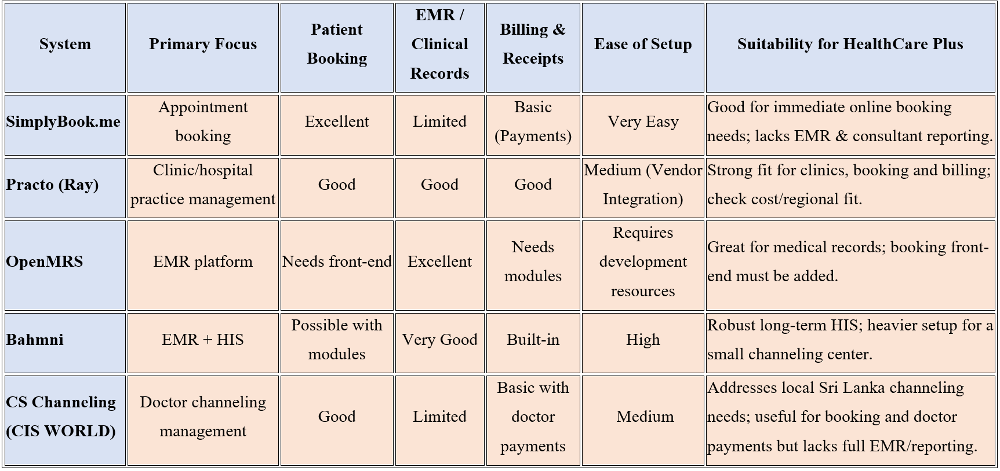 System
Primary Focus
Patient
Booking
EMR /
Clinical
Records
Billing &
Receipts
Ease of Setup
Suitability for HealthCare Plus
SimplyBook.me
Appointment
booking
Excellent
Limited
Basic
(Payments)
Very Easy
Good for immediate online booking
needs; lacks EMR & consultant reporting.
Practo (Ray)
Clinic/hospital
practice management
Good
Good
Good
Medium (Vendor
Integration)
Strong fit for clinics, booking and billing;
check cost/regional fit.
OpenMRS
EMR platform
Needs front-end
Excellent
Needs
modules
Requires
development
resources
Great for medical records; booking front-
end must be added.
Bahmni
EMR + HIS
Possible with
modules
Very Good
Built-in
High
Robust long-term HIS; heavier setup for a
small channeling center.
CS Channeling
(CIS WORLD)
Doctor channeling
management
Good
Limited
Basic with
doctor
payments
Medium
Addresses local Sri Lanka channeling
needs; useful for booking and doctor
payments but lacks full EMR/reporting.